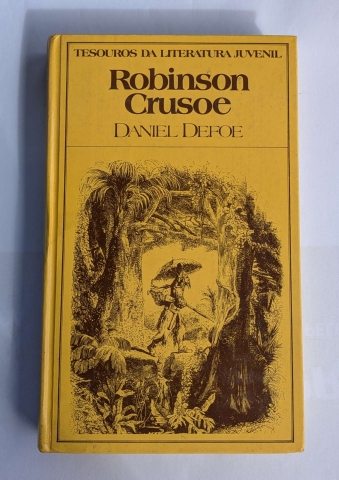 TESOUROS DA LITERATURA JUVENIL
Robinson
Crusoe
DANIEL DEFOE